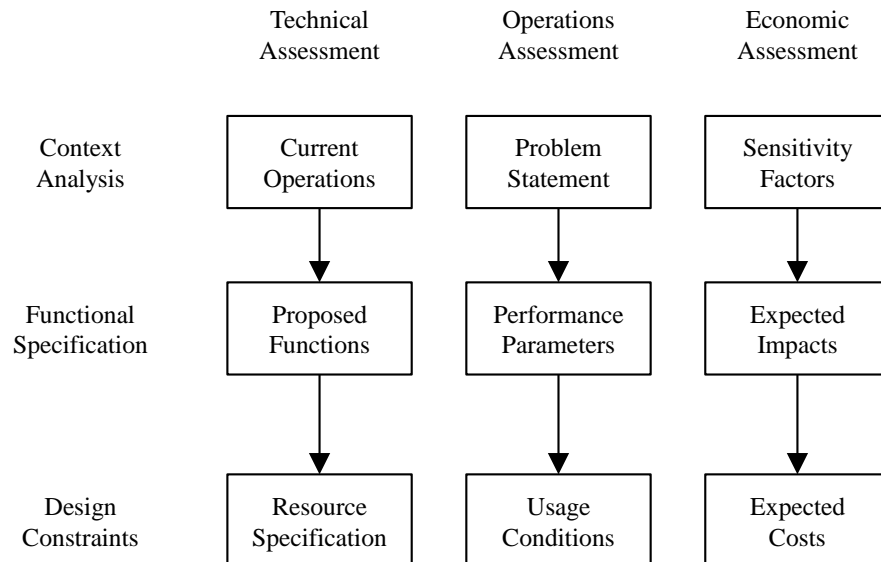 Technical
Assessment
Operations
Assessment
Economic
Assessment
Context
Analysis
Current
Operations
Problem
Statement
Sensitivity
Factors
Functional
Specification
Proposed
Functions
Performance
Parameters
Expected
Impacts
Design
Constraints
Resource
Specification
Usage
Conditions
Expected
Costs